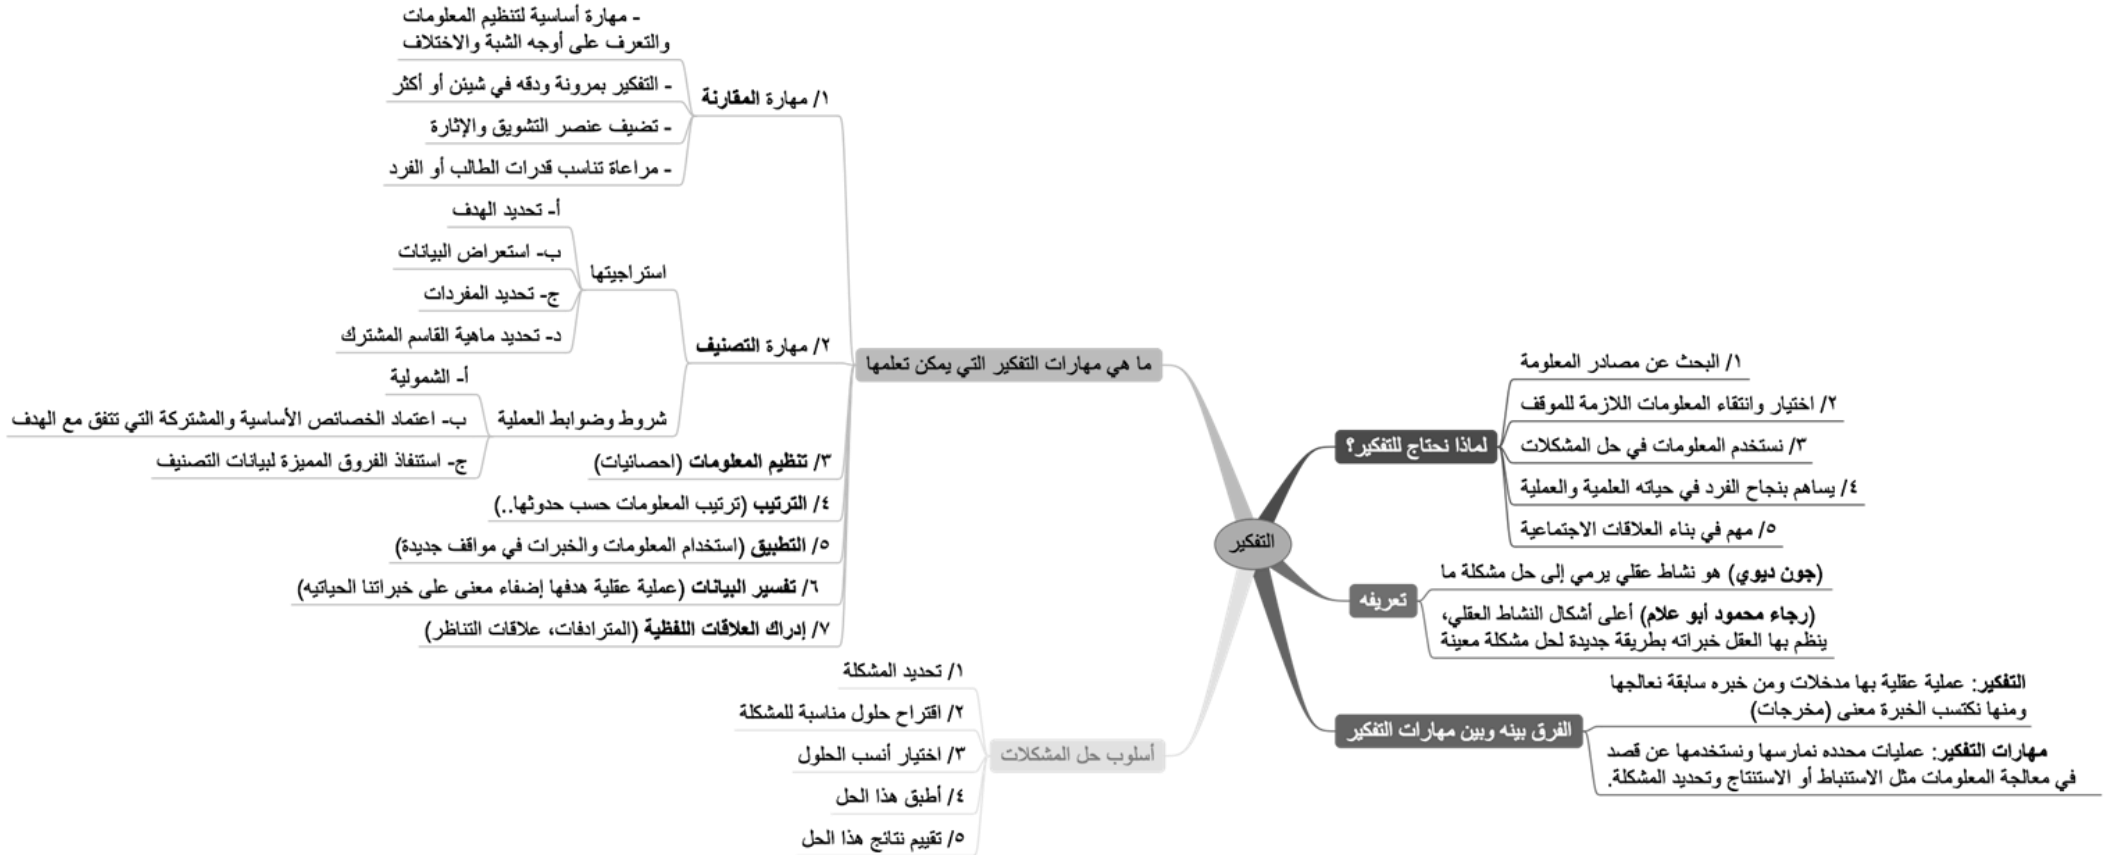 التفكير
لماذا نحتاج للتفكير؟
١/ البحث عن مصادر المعلومة
٢/ اختيار وانتقاء المعلومات اللازمة للموقف
٣/ نستخدم المعلومات في حل المشكلات
٤/ يساهم بنجاح الفرد في حياته العلمية والعملية
٥/ مهم في بناء العلاقات الاجتماعية
تعريفه
(جون ديوي) هو نشاط عقلي يرمي إلى حل مشكلة ما
(رجاء محمود أبو علام) أعلى أشكال النشاط العقلي،
ينظم بها العقل خبراته بطريقة جديدة لحل مشكلة معينة
الفرق بينه وبين مهارات التفكير
التفكير: عملية عقلية بها مدخلات ومن خبره سابقة نعالجها
ومنها نكتسب الخبرة معنى (مخرجات)
مهارات التفكير: عمليات محدده نمارسها ونستخدمها عن قصد
في معالجة المعلومات مثل الاستنباط أو الاستنتاج وتحديد المشكلة.
ما هي مهارات التفكير التي يمكن تعلمها
١/ مهارة المقارنة
- مهارة أساسية لتنظيم المعلومات
والتعرف على أوجه الشبة والاختلاف
- التفكير بمرونة ودقه في شيئن أو أكثر
- تضيف عنصر التشويق والإثارة
- مراعاة تناسب قدرات الطالب أو الفرد
٢/ مهارة التصنيف
استراجيتها
أ- تحديد الهدف
ب- استعراض البيانات
ج- تحديد المفردات
د- تحديد ماهية القاسم المشترك
شروط وضوابط العملية
أ- الشمولية
ب- اعتماد الخصائص الأساسية والمشتركة التي تتفق مع الهدف
ج- استنفاذ الفروق المميزة لبيانات التصنيف
٣/ تنظيم المعلومات (احصائيات)
٤/ الترتيب (ترتيب المعلومات حسب حدوثها..)
٥/ التطبيق (استخدام المعلومات والخبرات في مواقف جديدة)
٦/ تفسير البيانات (عملية عقلية هدفها إضفاء معنى على خبراتنا الحياتيه)
٧/ إدراك العلاقات اللفظية (المترادفات، علاقات التناظر)
أسلوب حل المشكلات
١/ تحديد المشكلة
٢/ اقتراح حلول مناسبة للمشكلة
٣/ اختيار أنسب الحلول
٤/ أطبق هذا الحل
٥/ تقييم نتائج هذا الحل